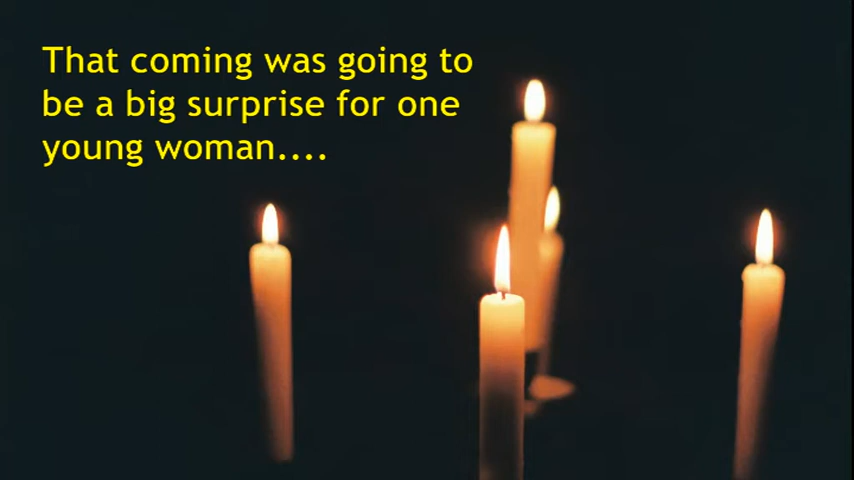 That coming was going to
be a big surprise for one
young woman....